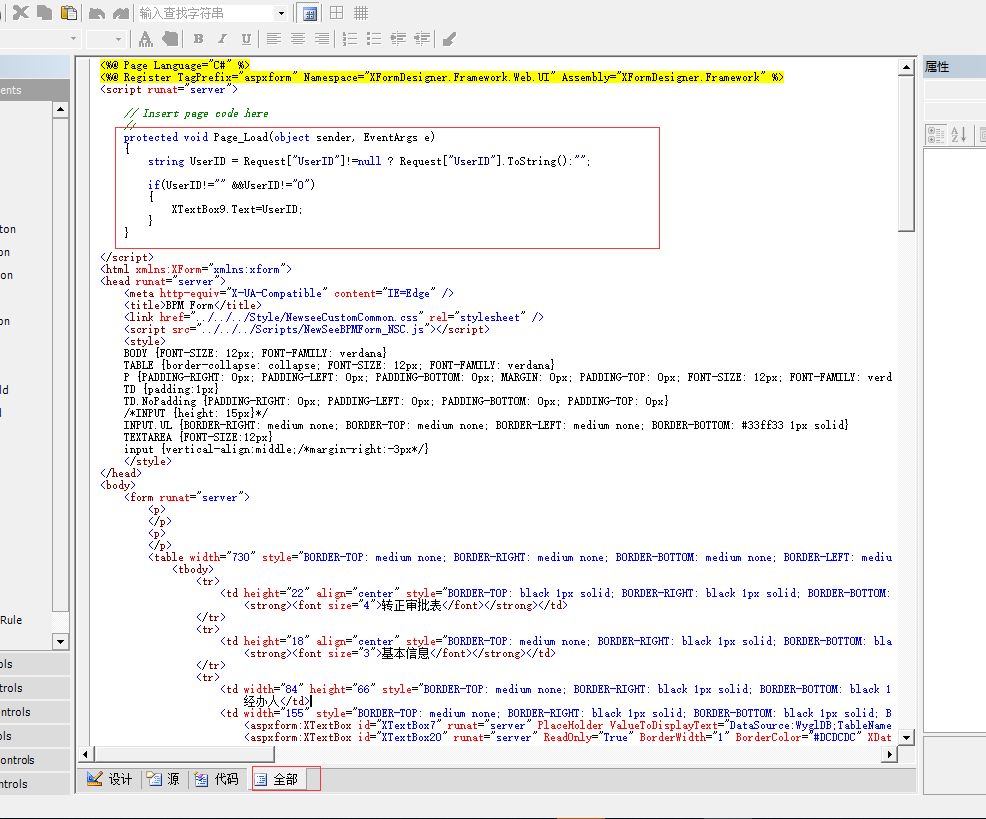 输入查找字符串
B I U
属性
ents
ton
on
on
on
ld
Rule
ols
trols
ontrols
ols
ontrols
ntrols
<%@ Page Language="C#" %>
<%@ Register TagPrefix="aspxform" Namespace="XFormDesigner.Framework.Web.UI" Assembly="XFormDesigner.Framework" %>
<script runat="server">
// Insert page code here
//
protected void Page_Load(object sender, EventArgs e)
{
string UserID = Request["UserID"]!=null ? Request["UserID"].ToString():"";
if(UserID!="" &&UserID!="0")
{
XTextBox9.Text=UserID;
}
}
</script>
<html xmlns:XForm="xmlns:xform">
<head runat="server">
<meta http-equiv="X-UA-Compatible" content="IE=Edge" />
<title>BPM Form</title>
<link href="../../../Style/NewseeCustomCommon.css" rel="stylesheet" />
<script src="../../../Scripts/NewSeeBPMForm_NSC.js"></script>
<style>
BODY {FONT-SIZE: 12px; FONT-FAMILY: verdana}
TABLE {border-collapse: collapse; FONT-SIZE: 12px; FONT-FAMILY: verdana}
P {PADDING-RIGHT: 0px; PADDING-LEFT: 0px; PADDING-BOTTOM: 0px; MARGIN: 0px; PADDING-TOP: 0px; FONT-SIZE: 12px; FONT-FAMILY: verd
TD {padding:1px}
TD.NoPadding {PADDING-RIGHT: 0px; PADDING-LEFT: 0px; PADDING-BOTTOM: 0px; PADDING-TOP: 0px}
/*INPUT {height: 15px}*/
INPUT.UL {BORDER-RIGHT: medium none; BORDER-TOP: medium none; BORDER-LEFT: medium none; BORDER-BOTTOM: #33ff33 1px solid}
TEXTAREA {FONT-SIZE:12px}
input {vertical-align:middle;/*margin-right:-3px*/}
</style>
</head>
<body>
<form runat="server">
<p>
</p>
<p>
</p>
<table width="730" style="BORDER-TOP: medium none; BORDER-RIGHT: medium none; BORDER-BOTTOM: medium none; BORDER-LEFT: mediu
<tbody>
<tr>
<td height="22" align="center" style="BORDER-TOP: black 1px solid; BORDER-RIGHT: black 1px solid; BORDER-BOTTOM:
<strong><font size="4">转正审批表</font></strong></td>
</tr>
<tr>
<td height="18" align="center" style="BORDER-TOP: medium none; BORDER-RIGHT: black 1px solid; BORDER-BOTTOM: bla
<strong><font size="3">基本信息</font></strong></td>
</tr>
<tr>
<td width="84" height="66" style="BORDER-TOP: medium none; BORDER-RIGHT: black 1px solid; BORDER-BOTTOM: black 1
经办人</td>
<td width="155" style="BORDER-TOP: medium none; BORDER-RIGHT: black 1px solid; BORDER-BOTTOM: black 1px solid; B
<aspxform:XTextBox id="XTextBox7" runat="server" PlaceHolder ValueToDisplayText="DataSource:WyglDB;TableName
<aspxform:XTextBox id="XTextBox20" runat="server" ReadOnly="True" BorderWidth="1" BorderColor="#DCDCDC" XDat
设计 源 代码 全部